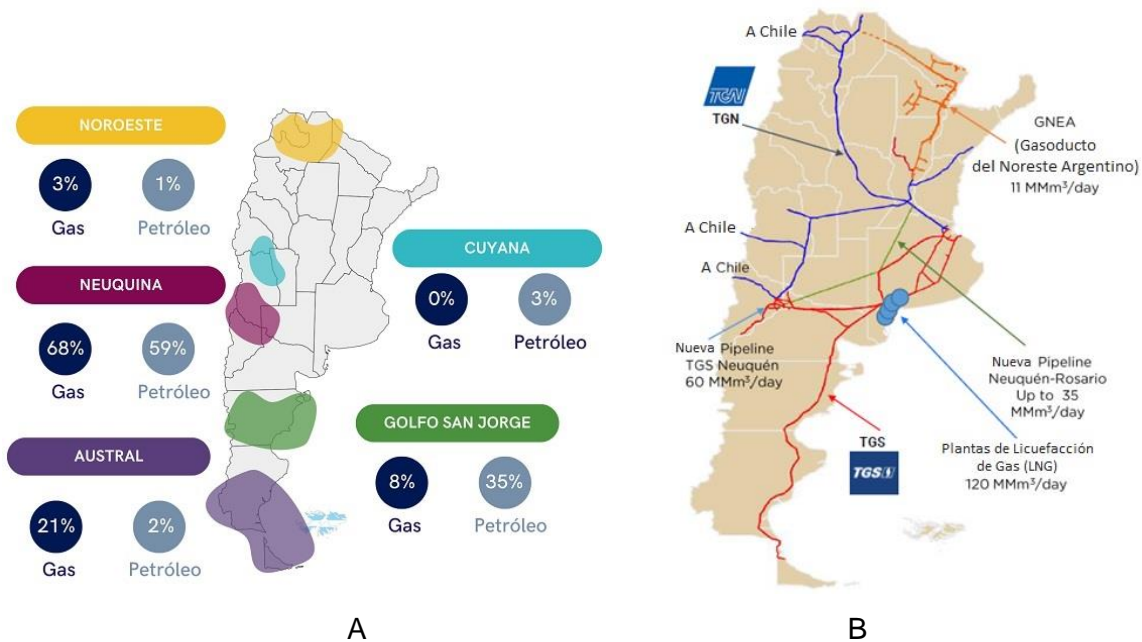 NOROESTE
3%
1%
Gas
Petróleo
NEUQUINA
68%
59%
Gas
Petróleo
AUSTRAL
21%
2%
Gas
Petróleo
CUYANA
0%
3%
Gas
Petróleo
GOLFO SAN JORGE
8%
35%
Gas
Petróleo
A
A Chile
TGN
TGN
GNEA
(Gasoducto
del Noreste Argentino)
11 MMm³/day
A Chile
A Chile
Nueva Pipeline
TGS Neuquén
60 MMm³/day
Nueva Pipeline
Neuquén-Rosario
Up to 35
MMm³/day
TGS
TGS
Plantas de Licuefacción
de Gas (LNG)
120 MMm³/day
B